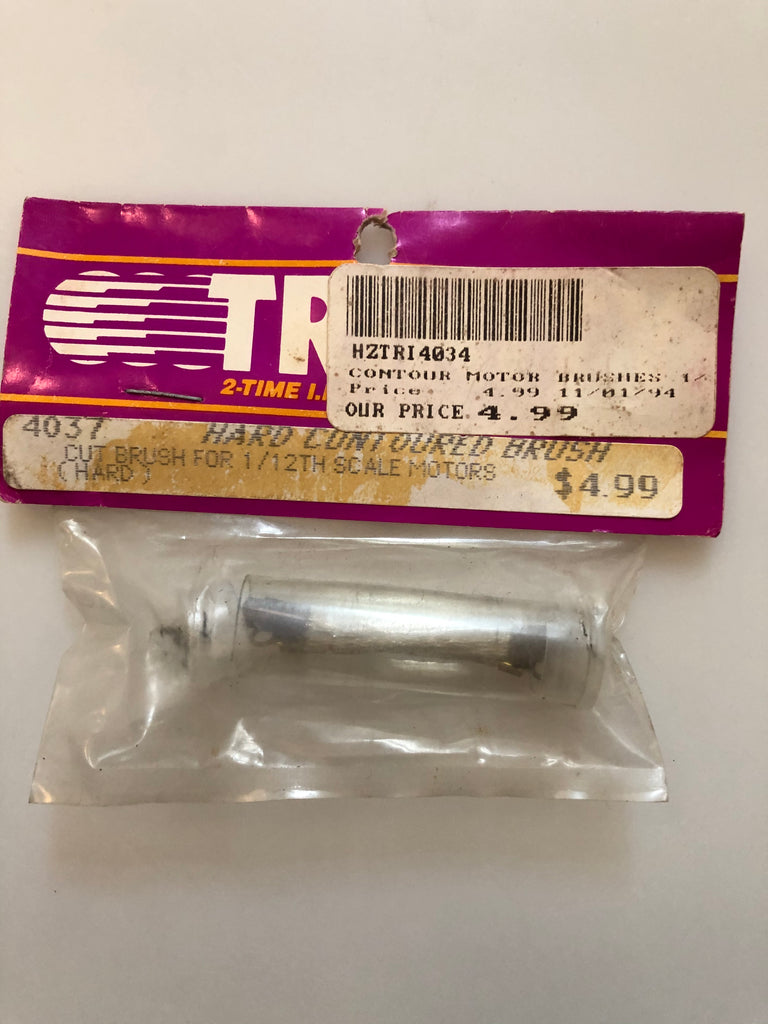 TR
2-TIME I.
HZTRI4034
CONTOUR MOTOR BRUSHES 1/
Price 4.99 11/01/94
OUR PRICE 4.99
4037 HARD CONTOURED BRUSH
CUT BRUSH FOR 1/12TH SCALE MOTORS
(HARD) $4.99